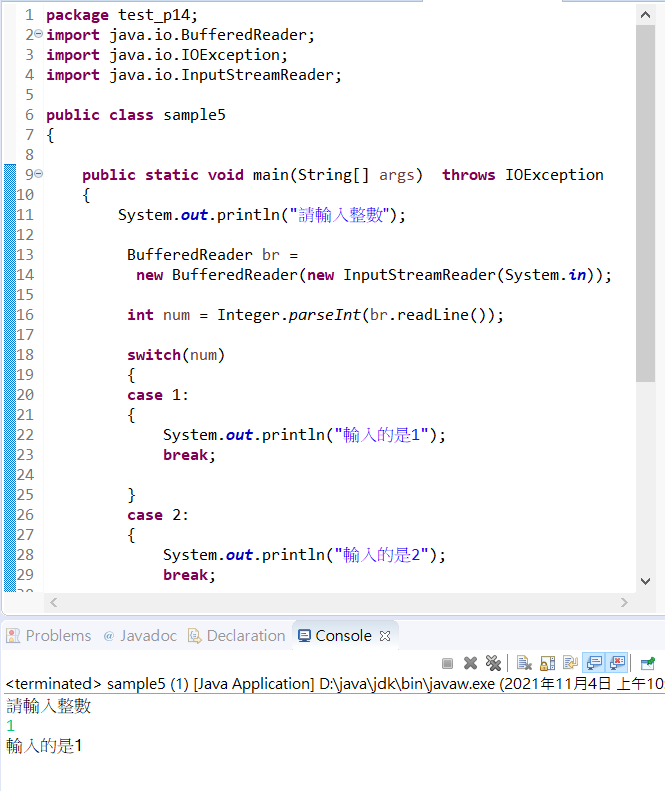 1 package test_p14;
2 import java.io.BufferedReader;
3 import java.io.IOException;
4 import java.io.InputStreamReader;
5
6 public class sample5
7 {
8
9 public static void main(String[] args)  throws IOException
10 {
11 System.out.println("請輸入整數");
12
13 BufferedReader br =
14 new BufferedReader(new InputStreamReader(System.in));
15
16 int num = Integer.parseInt(br.readLine());
17
18 switch(num)
19 {
20 case 1:
21 {
22 System.out.println("輸入的是1");
23 break;
24
25 }
26 case 2:
27 {
28 System.out.println("輸入的是2");
29 break;
Problems @ Javadoc Declaration Console
<terminated> sample5 (1) [Java Application] D:\java\jdk\bin\javaw.exe (2021年11月4日 上午10:
請輸入整數
1
輸入的是1